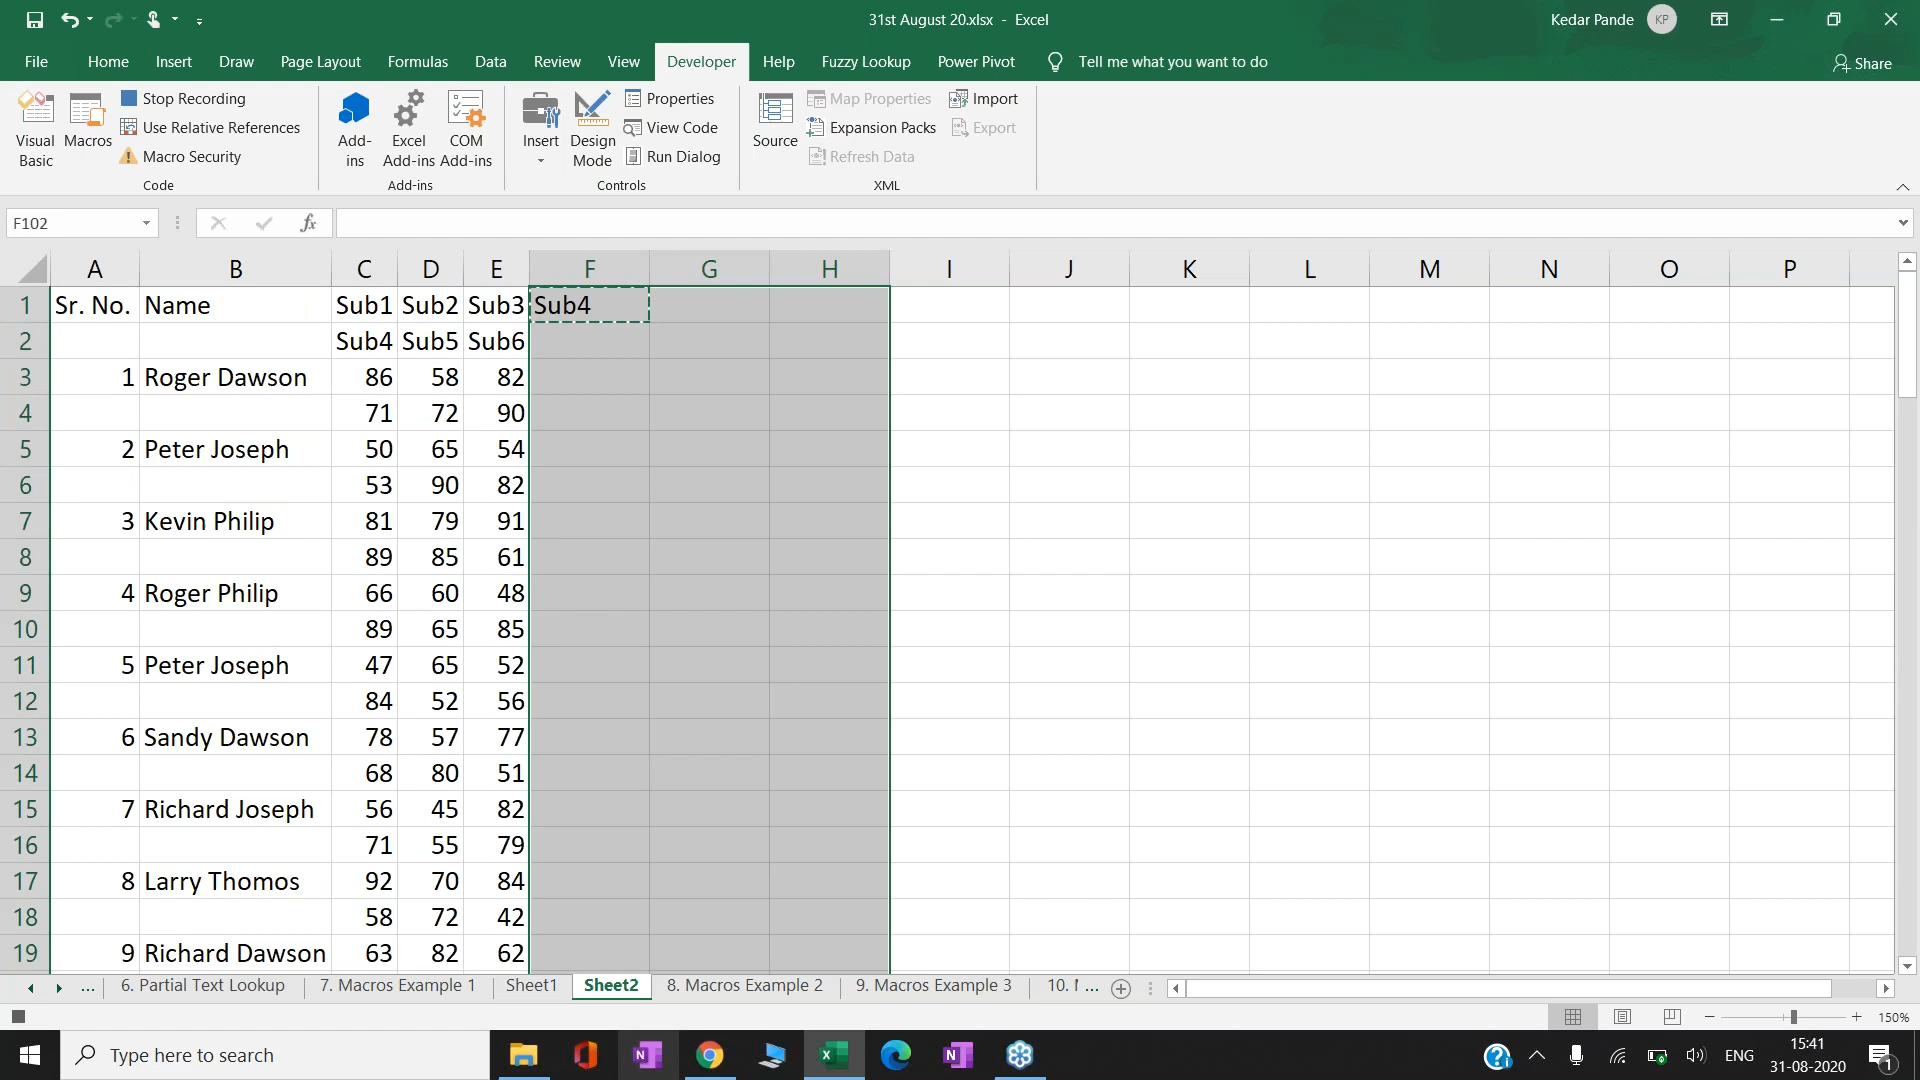 31st August 20.xlsx - Excel
Kedar Pande KP
File Home Insert Draw Page Layout Formulas Data Review View Developer Help Fuzzy Lookup Power Pivot Tell me what you want to do Share
Visual Basic
Macros
Stop Recording
Use Relative References
Macro Security
Code
Add-ins
Excel Add-ins
COM Add-ins
Add-ins
Insert
Design Mode
Properties
View Code
Run Dialog
Controls
Source
Map Properties
Expansion Packs
Refresh Data
Import
Export
XML
F102
fx
A B C D E F G H I J K L M N O P
1 Sr. No. Name Sub1 Sub2 Sub3 Sub4
2 Sub4 Sub5 Sub6
3 1 Roger Dawson 86 58 82
4 71 72 90
5 2 Peter Joseph 50 65 54
6 53 90 82
7 3 Kevin Philip 81 79 91
8 89 85 61
9 4 Roger Philip 66 60 48
10 89 65 85
11 5 Peter Joseph 47 65 52
12 84 52 56
13 6 Sandy Dawson 78 57 77
14 68 80 51
15 7 Richard Joseph 56 45 82
16 71 55 79
17 8 Larry Thomos 92 70 84
18 58 72 42
19 9 Richard Dawson 63 82 62
... 6. Partial Text Lookup 7. Macros Example 1 Sheet1 Sheet2 8. Macros Example 2 9. Macros Example 3 10. ...
150%
Type here to search
ENG
15:41
31-08-2020
1